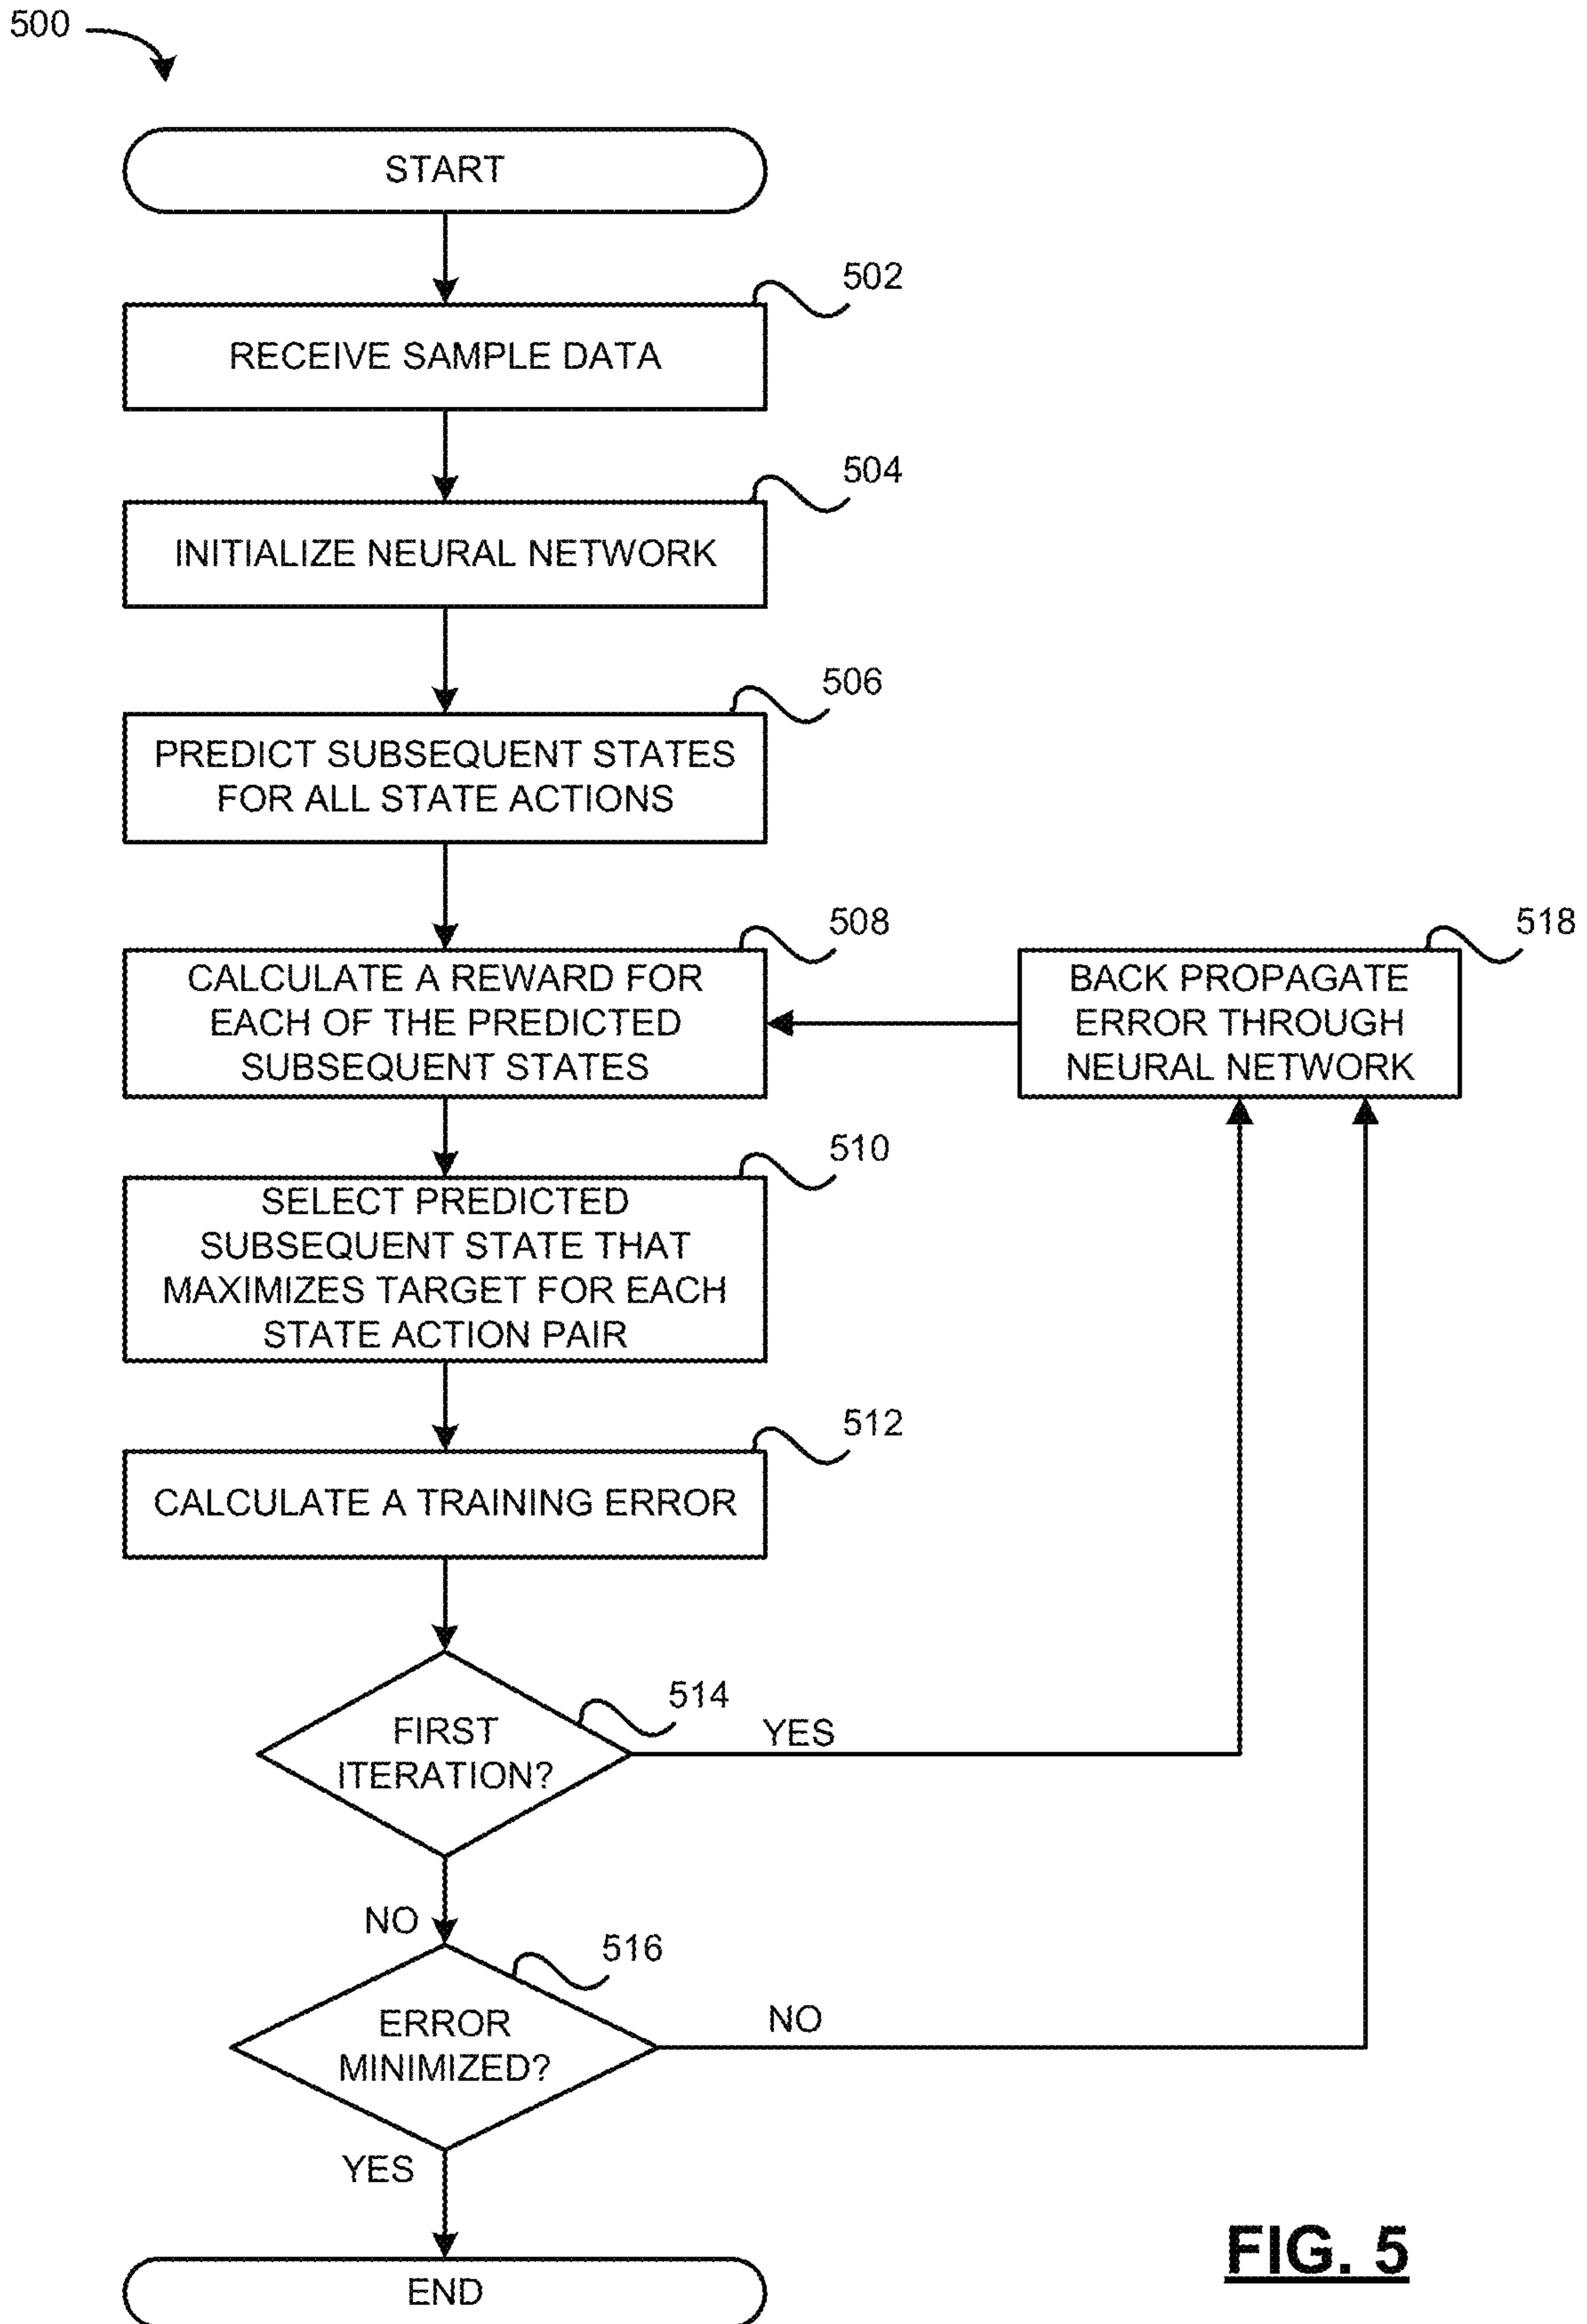 500
START
502
RECEIVE SAMPLE DATA
504
INITIALIZE NEURAL NETWORK
506
PREDICT SUBSEQUENT STATES
FOR ALL STATE ACTIONS
508
CALCULATE A REWARD FOR
EACH OF THE PREDICTED
SUBSEQUENT STATES
518
BACK PROPAGATE
ERROR THROUGH
NEURAL NETWORK
510
SELECT PREDICTED
SUBSEQUENT STATE THAT
MAXIMIZES TARGET FOR EACH
STATE ACTION PAIR
512
CALCULATE A TRAINING ERROR
514
FIRST
ITERATION?
YES
NO
516
ERROR
MINIMIZED?
NO
YES
END
FIG. 5